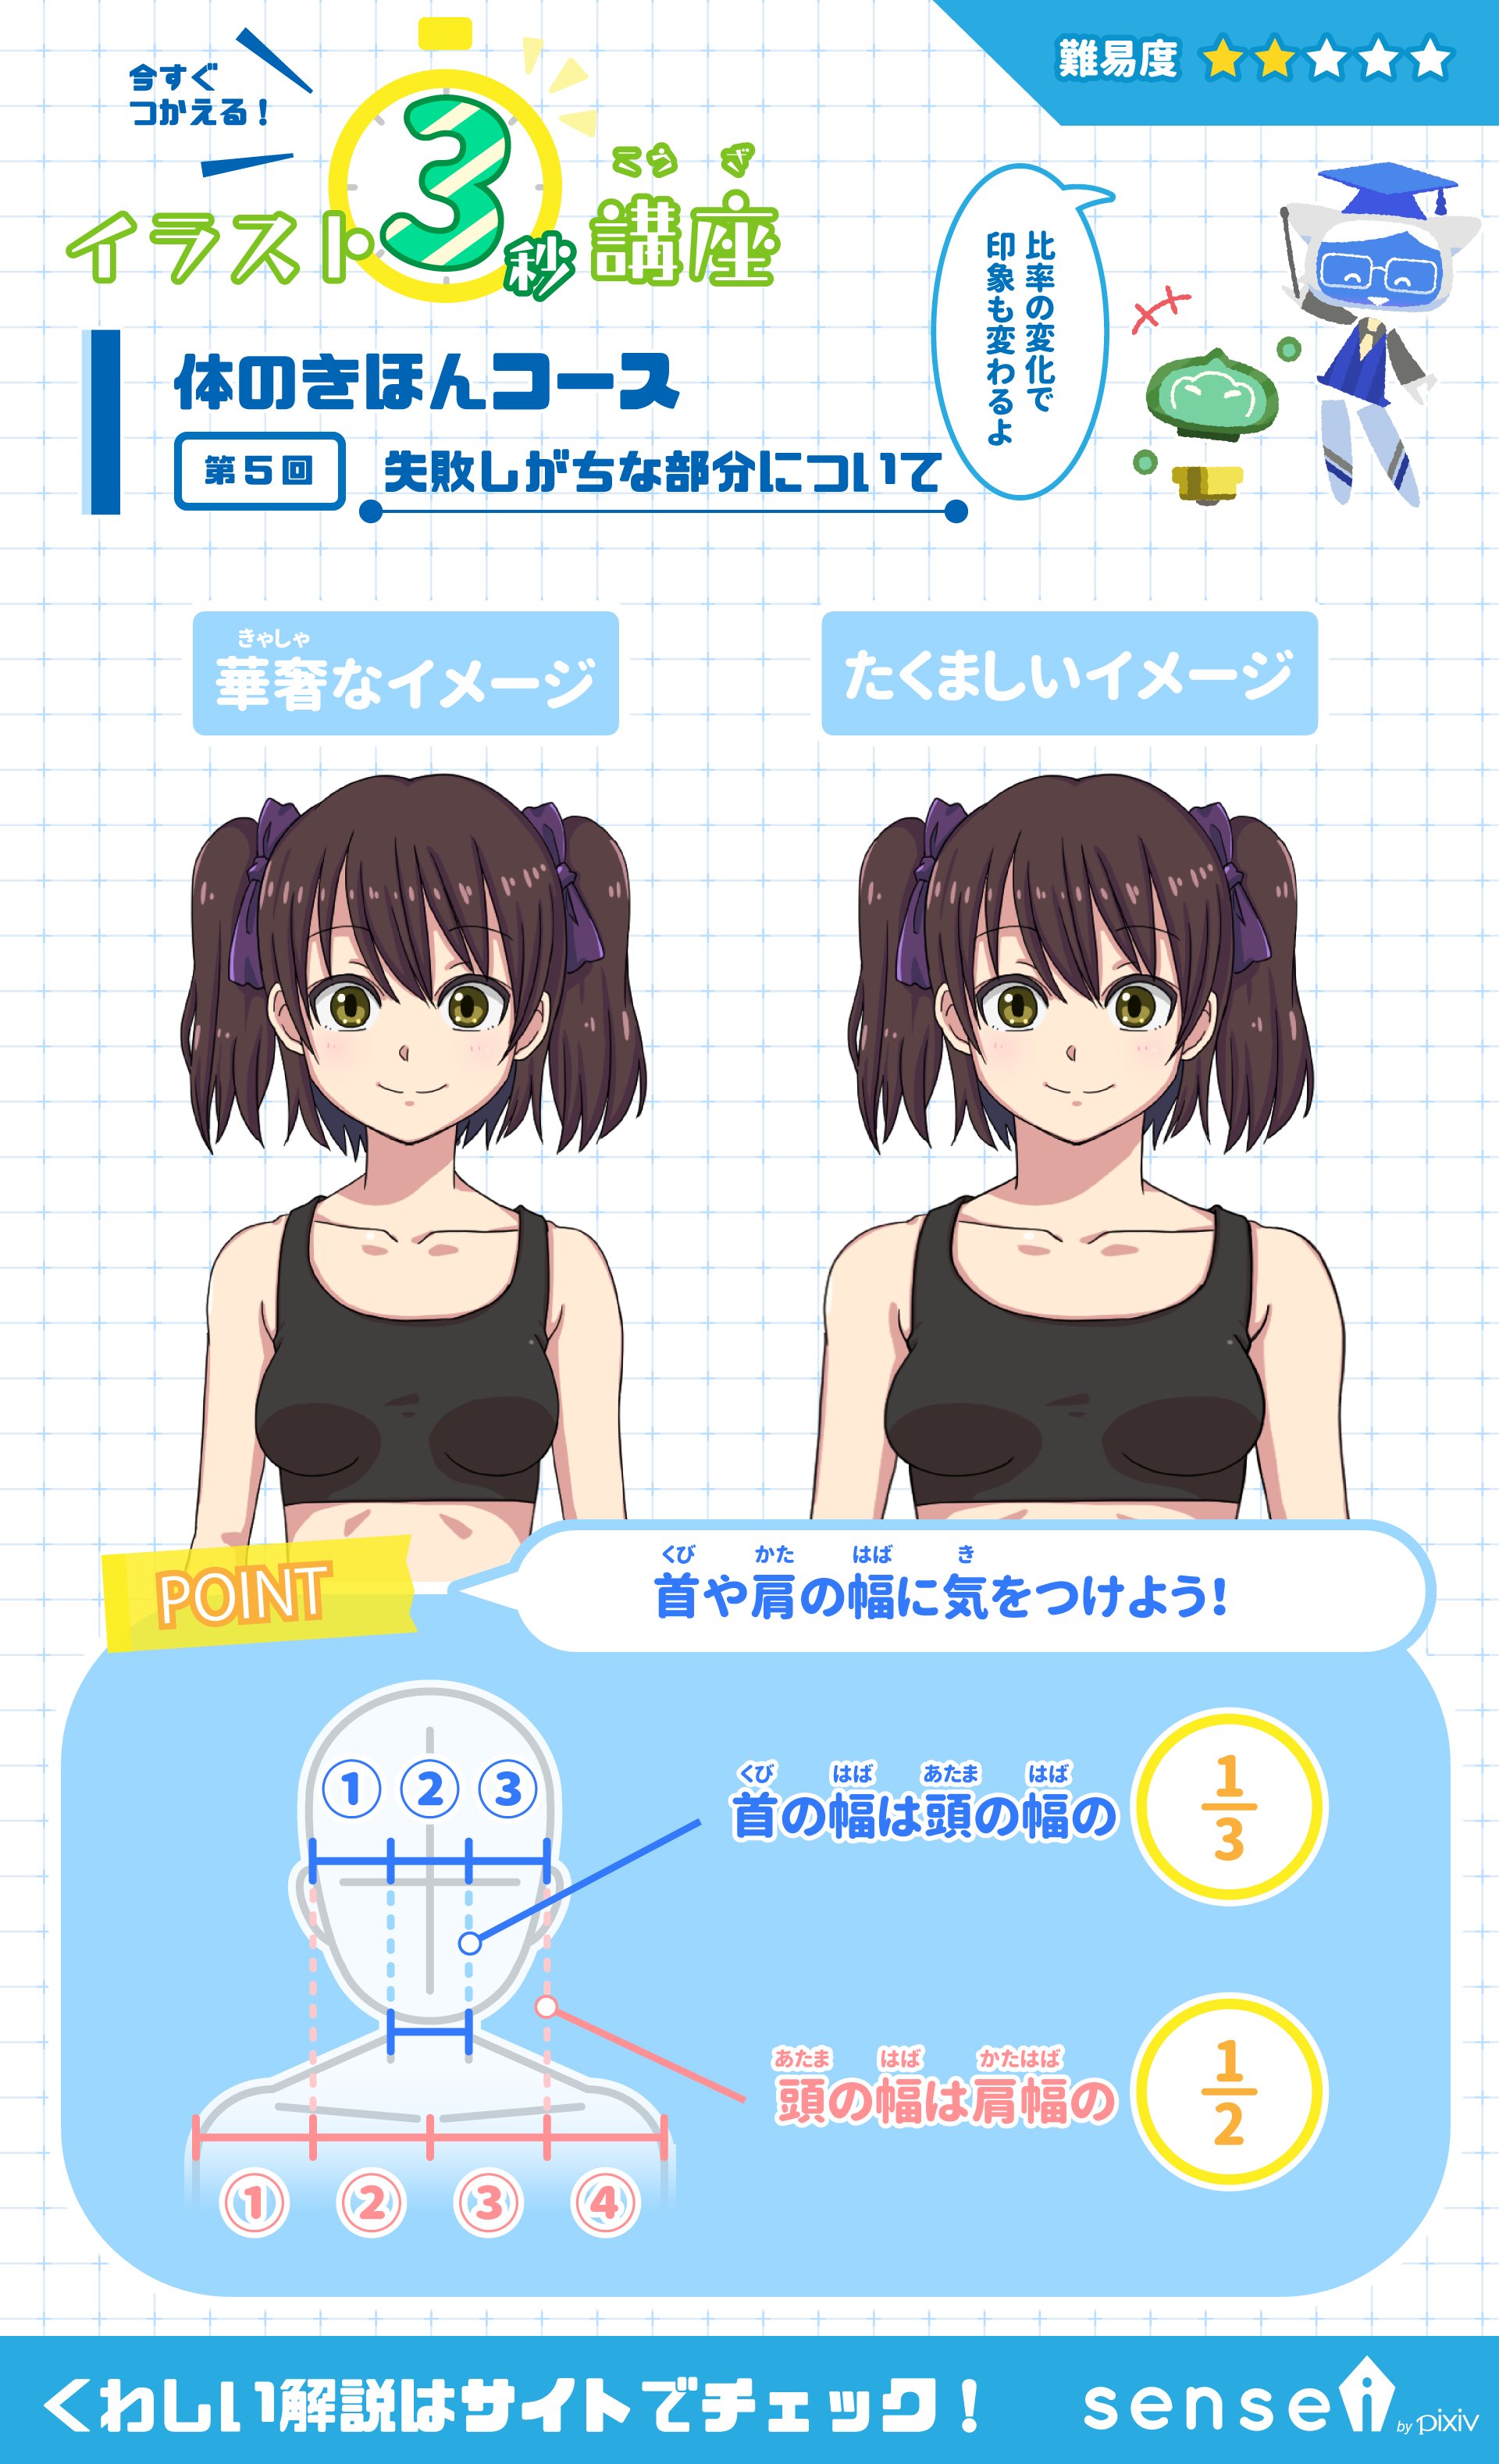 今すぐ
つかえる！
難易度
こうざ
イラスト3秒講座
比率の変化で
印象も変わるよ
体のきほんコース
第5回 失敗しがちな部分について
きゃしゃ
華奢なイメージ
たくましいイメージ
POINT
くび かた はば き
首や肩の幅に気をつけよう!
① ② ③
くび はば あたま はば
首の幅は頭の幅の
1
3
あたま はば かたはば
頭の幅は肩幅の
1
2
① ② ③ ④
くわしい解説はサイトでチェック！
sensei by pixiv